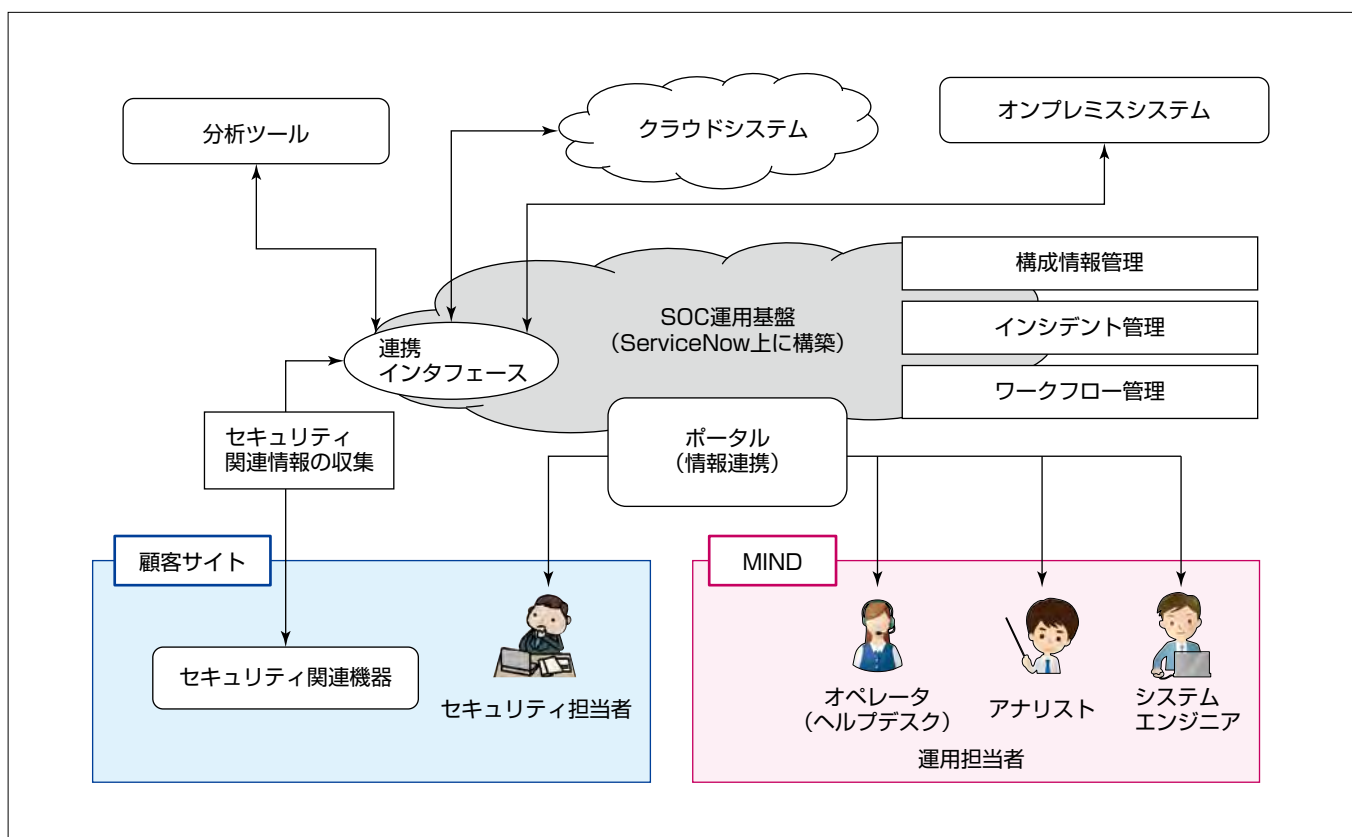 分析ツール
クラウドシステム
オンプレミスシステム
構成情報管理
SOC運用基盤
（ServiceNow上に構築）
インシデント管理
連携
インタフェース
ワークフロー管理
セキュリティ
関連情報の収集
ポータル
（情報連携）
顧客サイト
MIND
セキュリティ関連機器
セキュリティ担当者
オペレータ
（ヘルプデスク）
アナリスト
システム
エンジニア
運用担当者